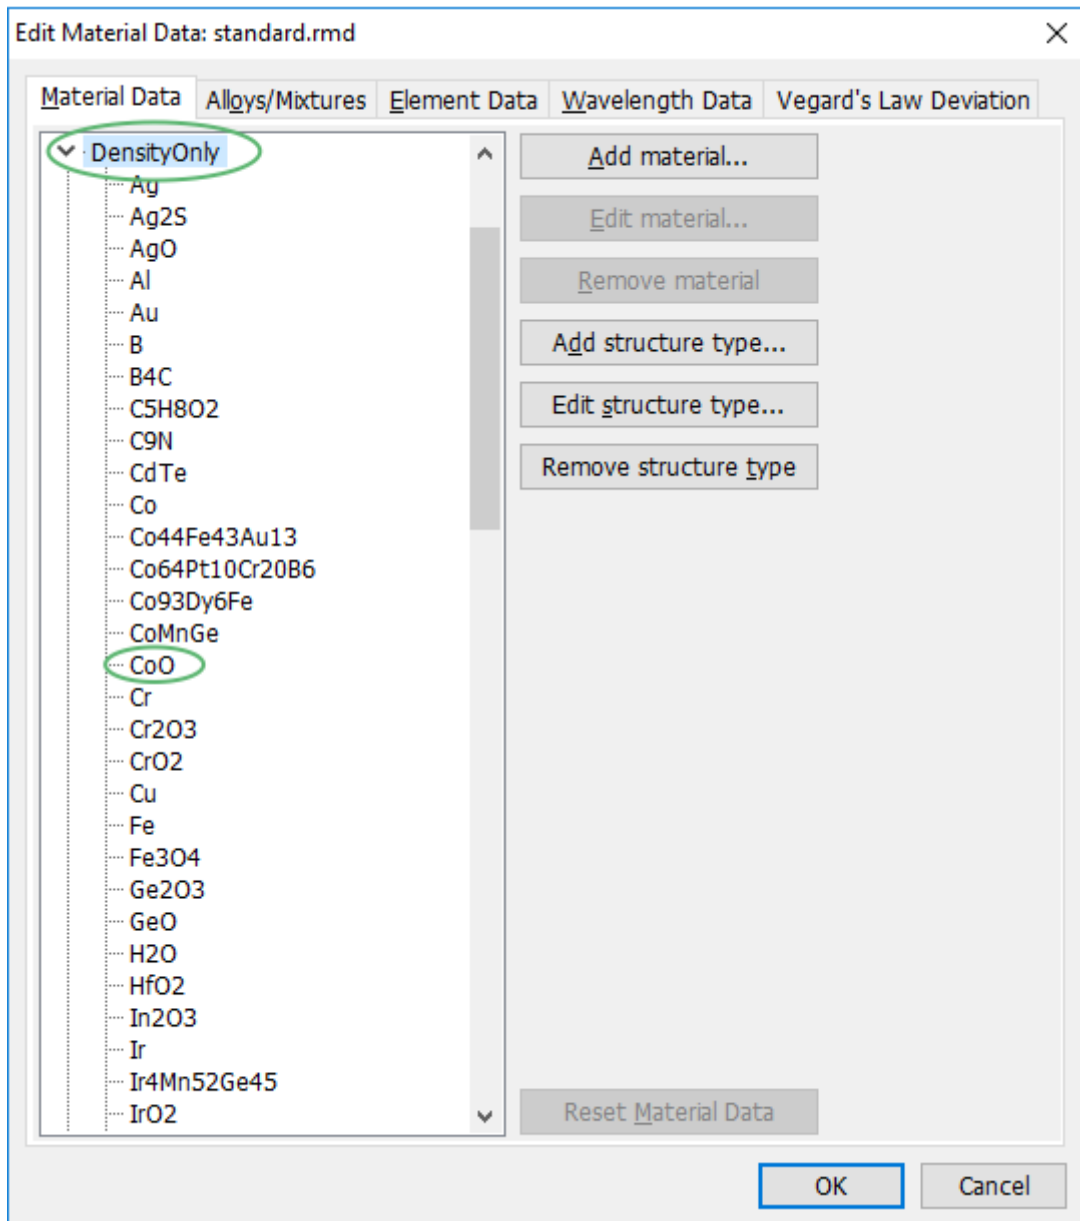 Edit Material Data: standard.rmd
Material Data Alloys/Mixtures Element Data Wavelength Data Vegard's Law Deviation
DensityOnly
Ag
Ag2S
AgO
Al
Au
B
B4C
C5H8O2
C9N
CdTe
Co
Co44Fe43Au13
Co64Pt10Cr20B6
Co93Dy6Fe
CoMnGe
CoO
Cr
Cr2O3
CrO2
Cu
Fe
Fe3O4
Ge2O3
GeO
H2O
HfO2
In2O3
Ir
Ir4Mn52Ge45
IrO2
Add material...
Edit material...
Remove material
Add structure type...
Edit structure type...
Remove structure type
Reset Material Data
OK Cancel